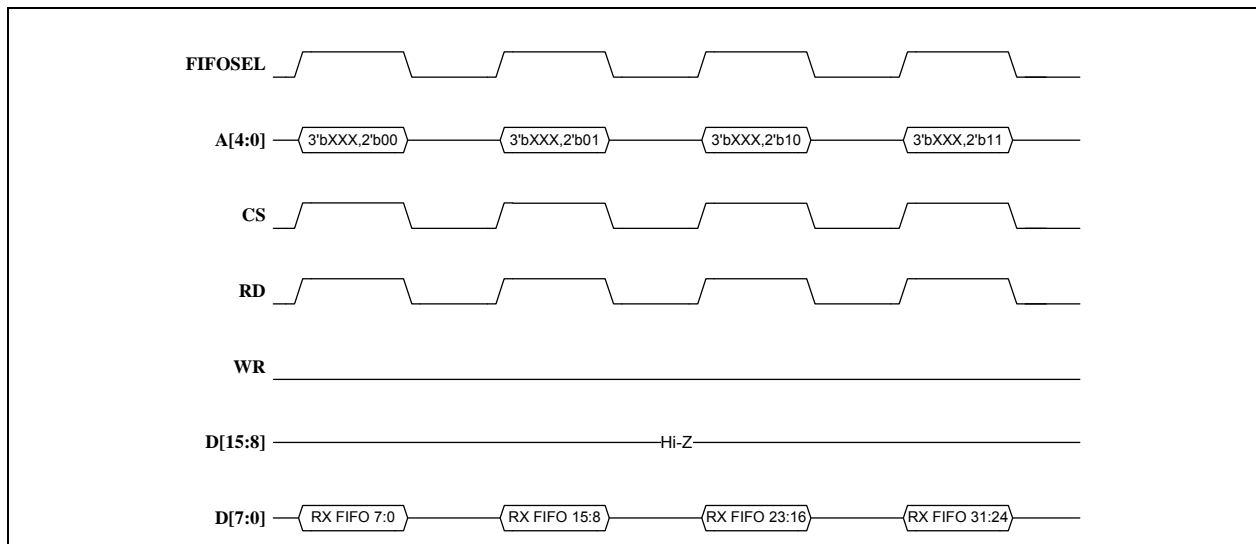 FIFOSEL
A[4:0] 3'bXXX,2'b00 3'bXXX,2'b01 3'bXXX,2'b10 3'bXXX,2'b11
CS
RD
WR
D[15:8] Hi-Z
D[7:0] RX FIFO 7:0 RX FIFO 15:8 RX FIFO 23:16 RX FIFO 31:24